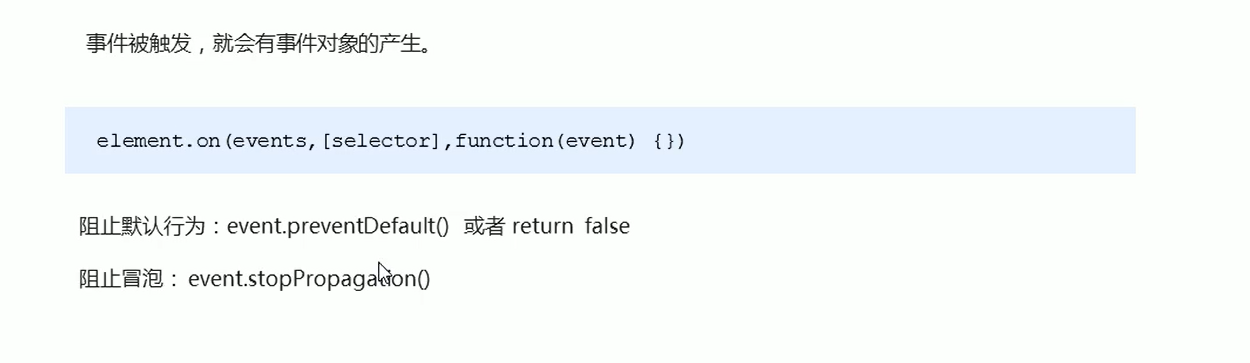 事件被触发，就会有事件对象的产生。
element.on(events,[selector],function(event) {})
阻止默认行为：event.preventDefault() 或者 return false
阻止冒泡： event.stopPropagation()